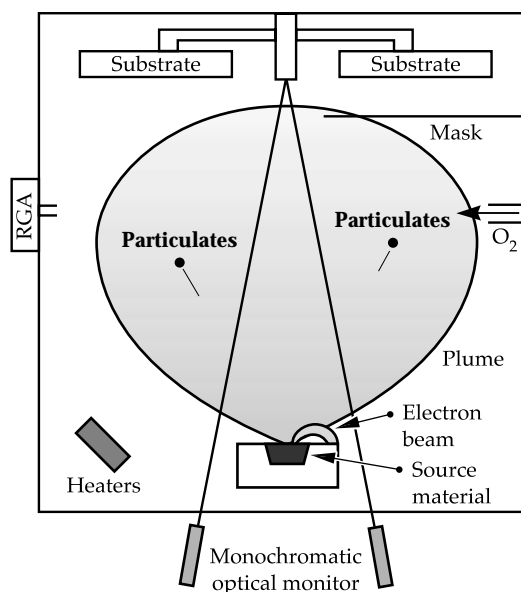 Substrate
Substrate
Mask
RGA
Particulates
Particulates
O2
Plume
Electron
beam
Heaters
Source
material
Monochromatic
optical monitor